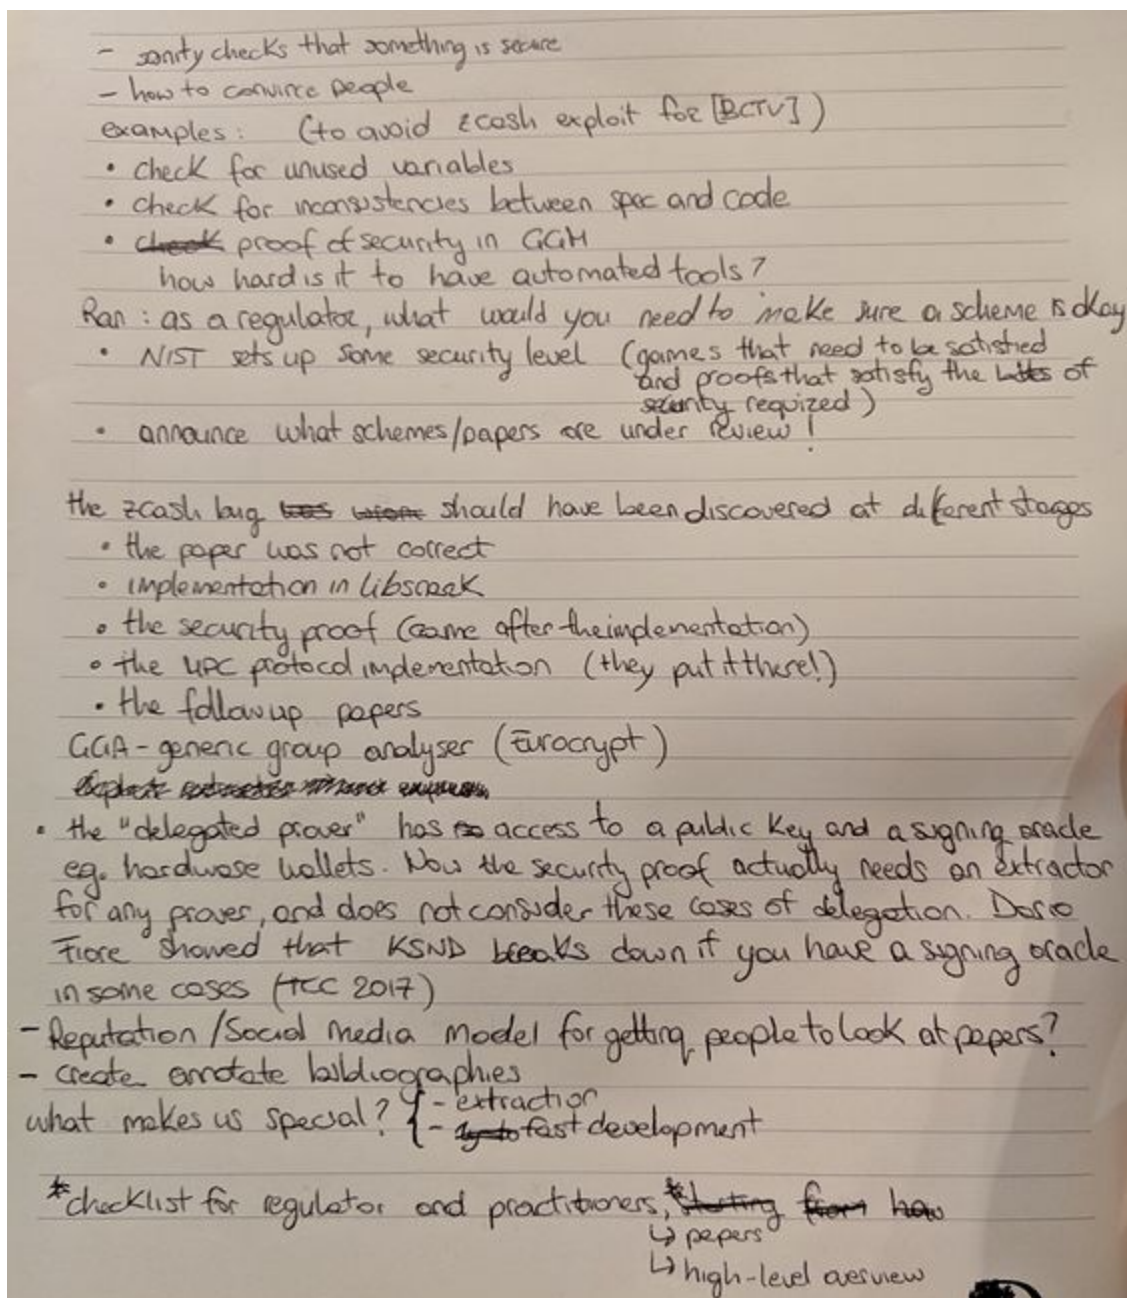 - sanity checks that something is secure
- how to convince people
examples: (to avoid zcash exploit for [BCTV])
• check for unused variables
• check for inconsistencies between spec and code
• check proof of security in GGM
how hard is it to have automated tools?
Ran: as a regulator, what would you need to make sure a scheme is okay
• NIST sets up some security level (games that need to be satisfied
and proofs that satisfy the of
security required)
• announce what schemes/papers are under review!
the zcash bug was should have been discovered at different stages
• the paper was not correct
• implementation in libsnark
• the security proof (came after the implementation)
• the MPC protocol implementation (they put it there!)
• the followup papers
GGA - generic group analyser (Eurocrypt)
• the "delegated prover" has access to a public key and a signing oracle
eg. hardware wallets. Now the security proof actually needs an extractor
for any prover, and does not consider these cases of delegation. Dario
Fiore showed that KSND breaks down if you have a signing oracle
in some cases (TCC 2017)
- Reputation/Social Media Model for getting people to look at papers?
- create annotate bibliographies
what makes us special? { - extraction
- fast development
*checklist for regulator and practitioners,* starting from how
↳ papers
↳ high-level overview